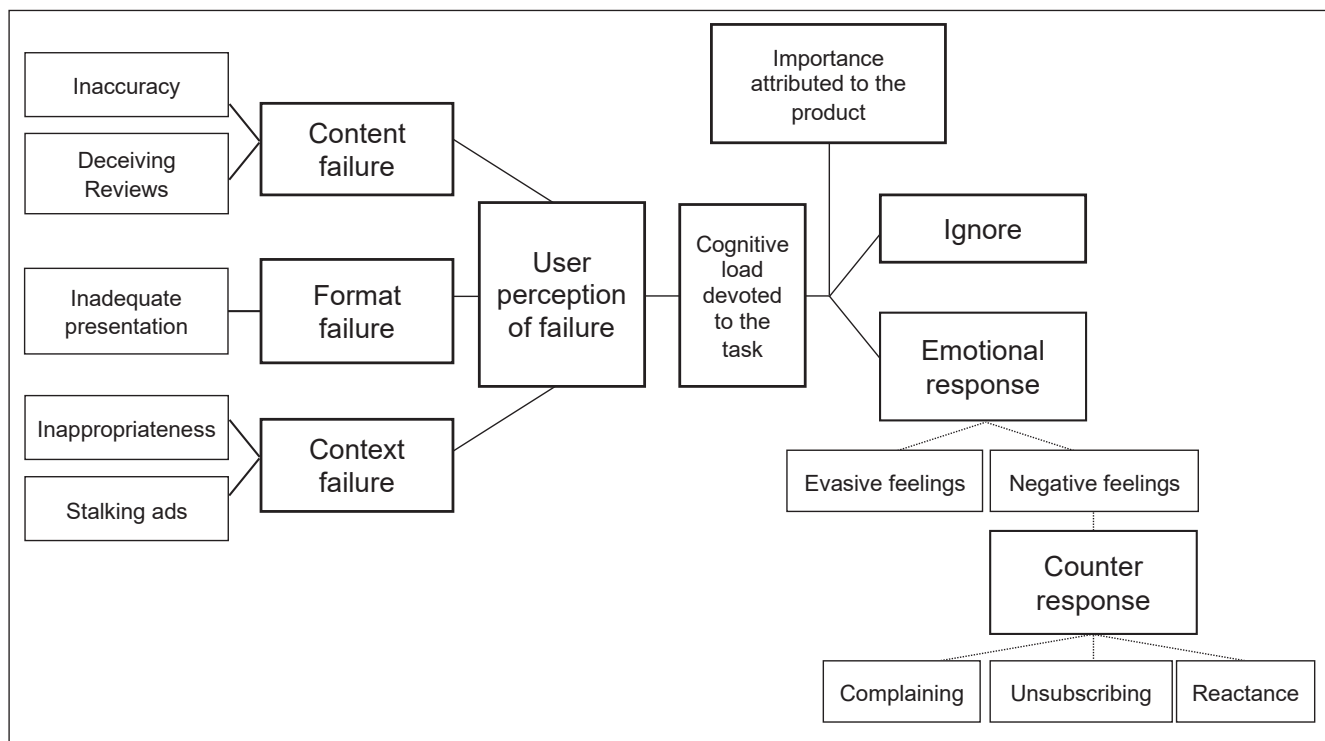 Inaccuracy
Deceiving
Reviews
Content
failure
Inadequate
presentation
Format
failure
Inappropriateness
Stalking ads
Context
failure
User
perception
of failure
Cognitive
load
devoted
to the
task
Importance
attributed to the
product
Ignore
Emotional
response
Evasive feelings
Negative feelings
Counter
response
Complaining
Unsubscribing
Reactance